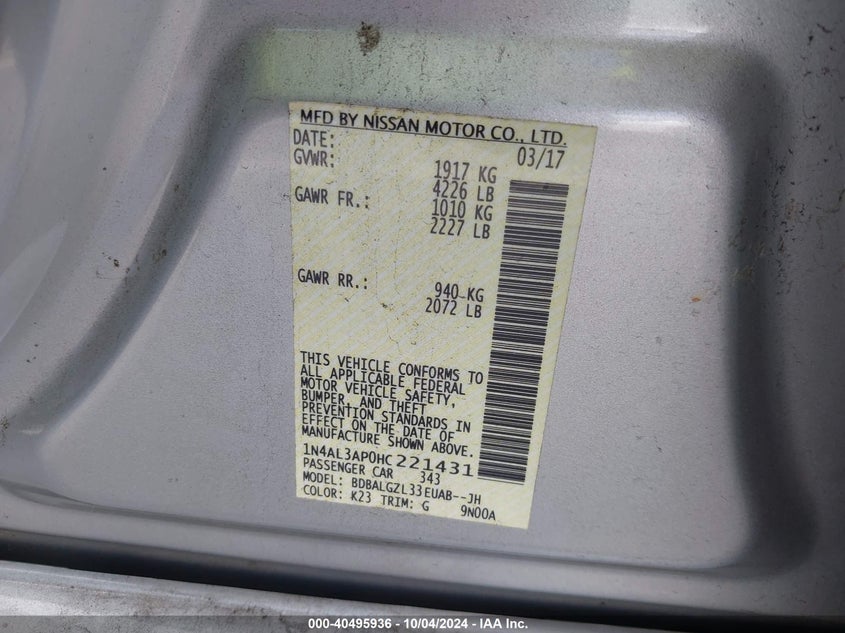 MFD BY NISSAN MOTOR CO., LTD.
DATE: 03/17
GVWR: 1917 KG
4226 LB
GAWR FR.: 1010 KG
2227 LB
GAWR RR.: 940 KG
2072 LB
THIS VEHICLE CONFORMS TO
ALL APPLICABLE FEDERAL
MOTOR VEHICLE SAFETY,
BUMPER, AND THEFT
PREVENTION STANDARDS IN
EFFECT ON THE DATE OF
MANUFACTURE SHOWN ABOVE.
1N4AL3AP0HC221431
PASSENGER CAR 343
MODEL: BDBALGZL33EUAB--JH
COLOR: K23 TRIM: G 9N00A
000-40495936 - 10/04/2024 - IAA Inc.